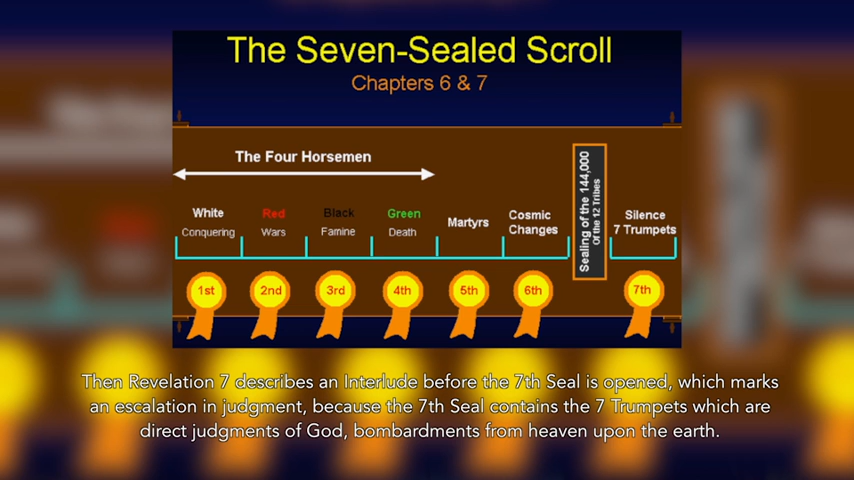 The Seven-Sealed Scroll
Chapters 6 & 7
The Four Horsemen
White
Conquering
Red
Wars
Black
Famine
Green
Death
Martyrs
Cosmic
Changes
Sealing of the 144,000
Of the 12 Tribes
Silence
7 Trumpets
1st
2nd
3rd
4th
5th
6th
7th
Then Revelation 7 describes an Interlude before the 7th Seal is opened, which marks
an escalation in judgment, because the 7th Seal contains the 7 Trumpets which are
direct judgments of God, bombardments from heaven upon the earth.